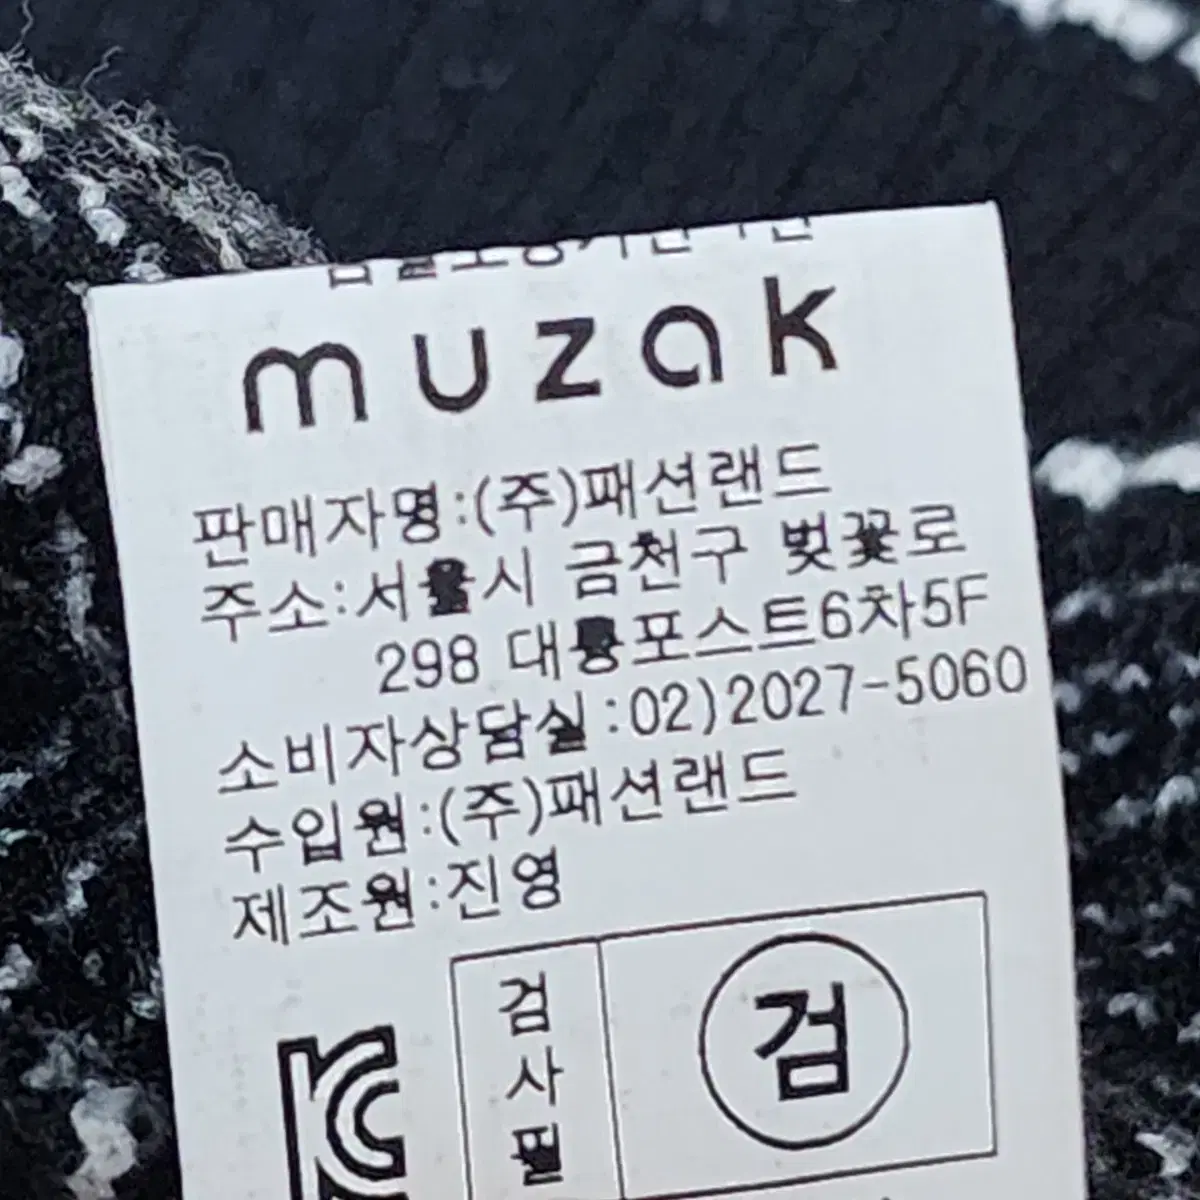 muzak
판매자명:(주)패션랜드
주소:서울시 금천구 벚꽃로
298 대륭포스트6차5F
소비자상담실:02)2027-5060
수입원:(주)패션랜드
제조원:진영
검사필
검
KC